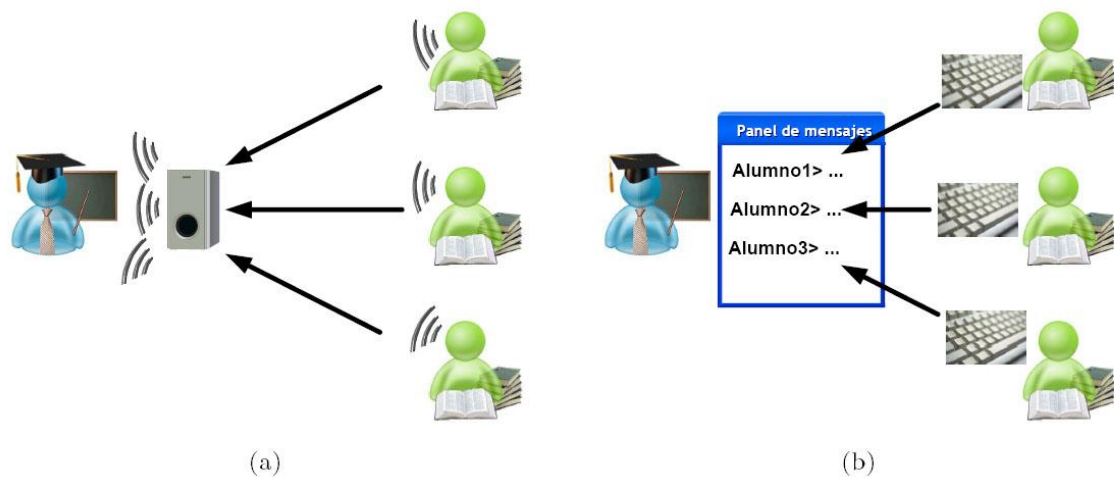 Panel de mensajes
Alumno1> ...
Alumno2> ...
Alumno3> ...
(a)
(b)